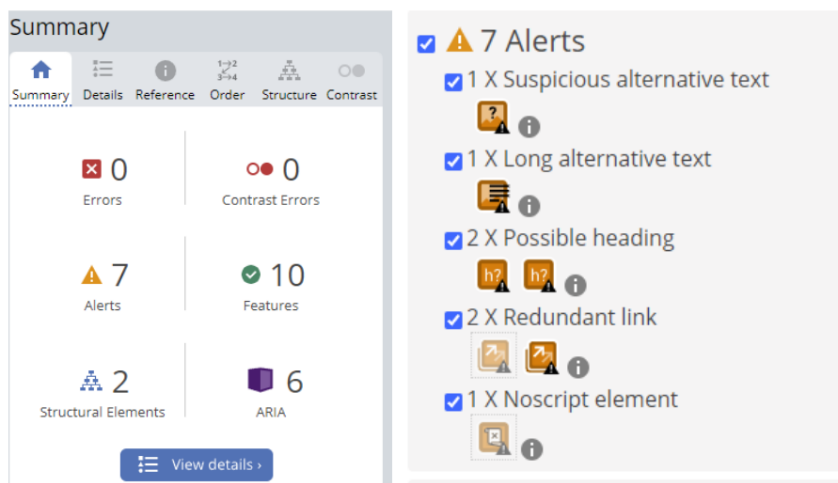 Summary
Summary Details Reference Order Structure Contrast
0
Errors
0
Contrast Errors
7
Alerts
10
Features
2
Structural Elements
6
ARIA
View details ›
7 Alerts
1 X Suspicious alternative text
?
1 X Long alternative text
2 X Possible heading
h? h?
2 X Redundant link
1 X Noscript element